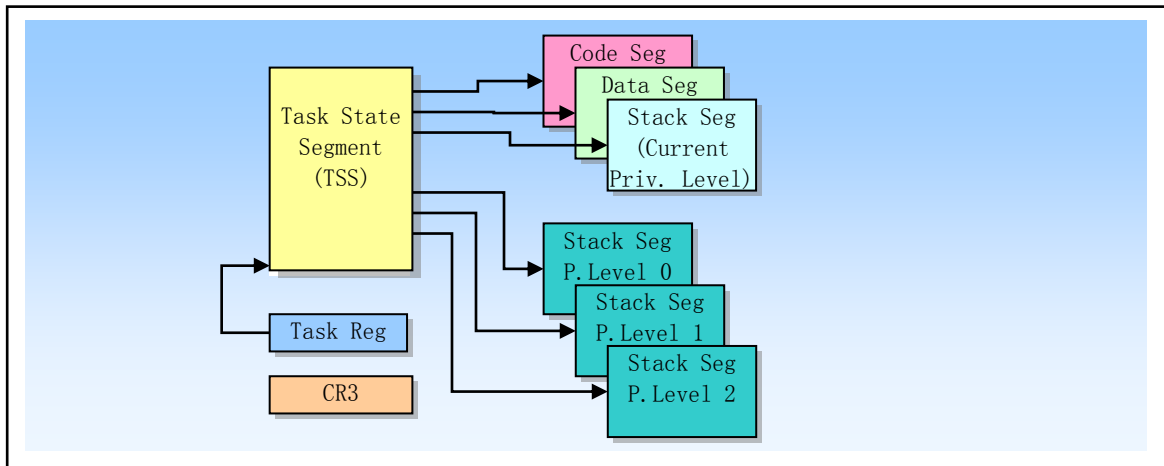 Code Seg
Data Seg
Stack Seg
(Current
Priv. Level)
Task State
Segment
(TSS)
Stack Seg
P.Level 0
Stack Seg
P.Level 1
Stack Seg
P.Level 2
Task Reg
CR3